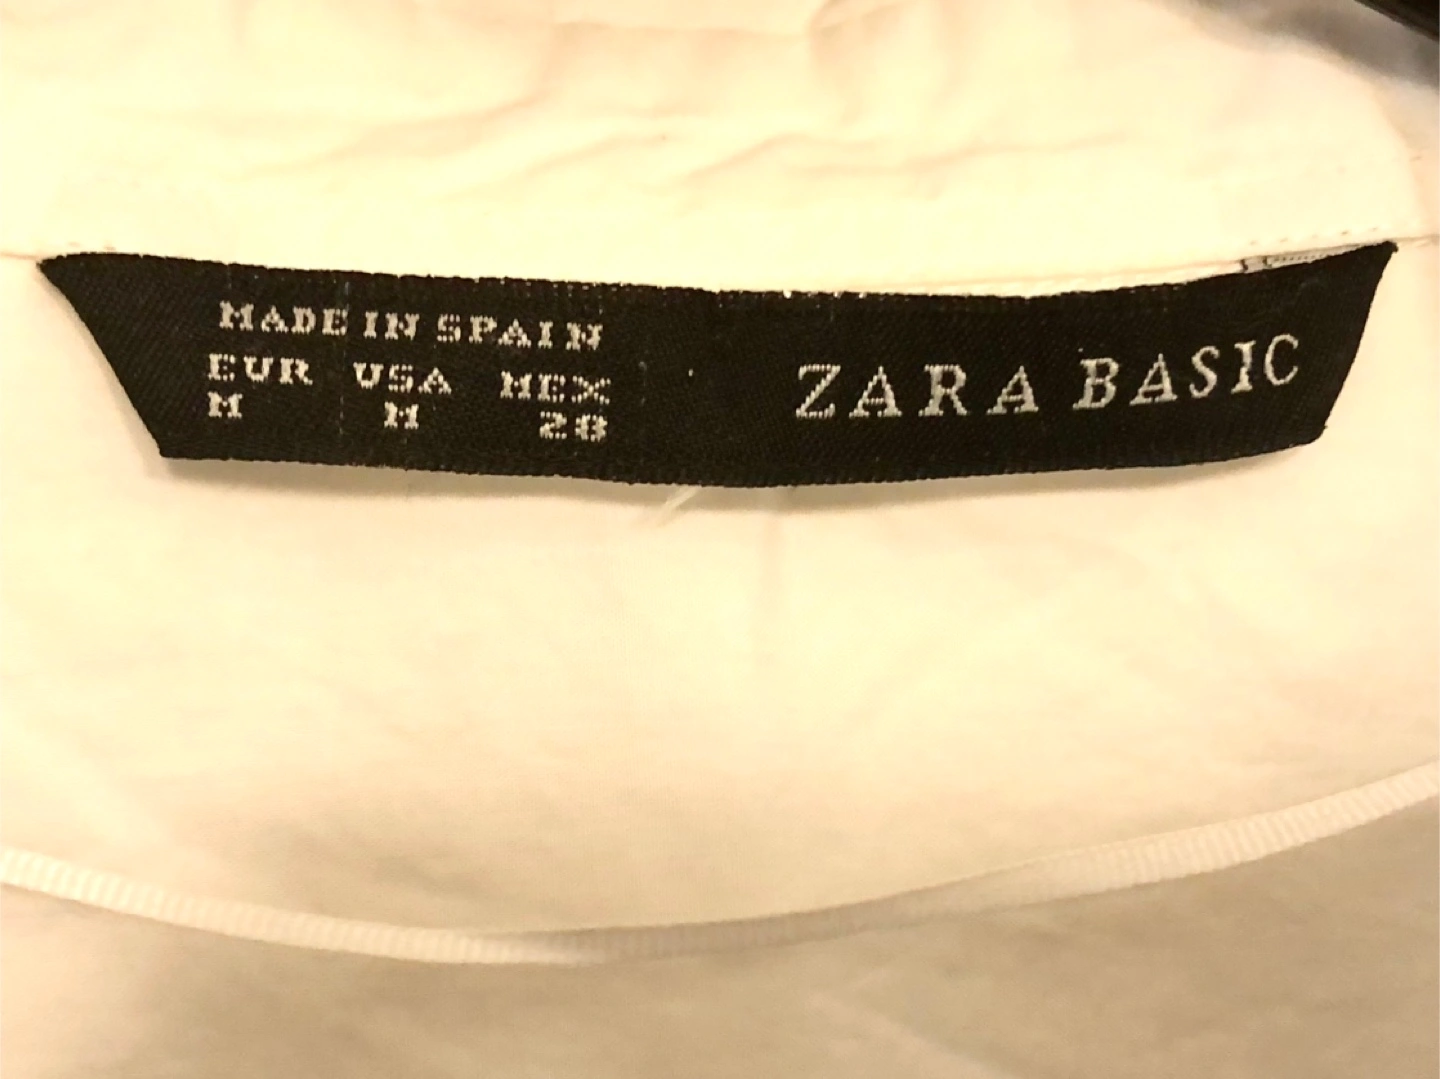 MADE IN SPAIN
EUR USA MEX
M M 28
ZARA BASIC